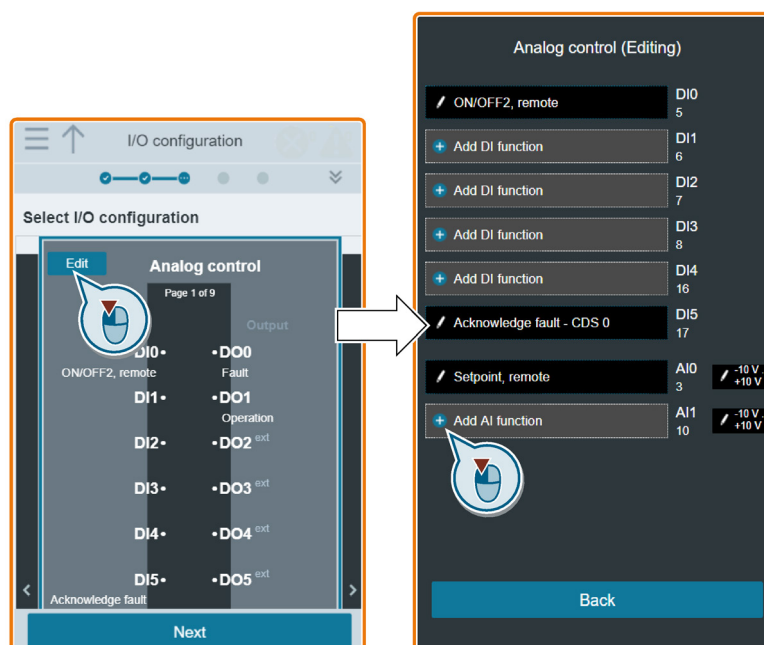 I/O configuration
Select I/O configuration
Edit
Analog control
Page 1 of 9
Output
DI0
DO0
ON/OFF2, remote
Fault
DI1
DO1
Operation
DI2
DO2 ext
DI3
DO3 ext
DI4
DO4 ext
DI5
DO5 ext
Acknowledge fault
Next
Analog control (Editing)
ON/OFF2, remote
DI0
5
Add DI function
DI1
6
Add DI function
DI2
7
Add DI function
DI3
8
Add DI function
DI4
16
Acknowledge fault - CDS 0
DI5
17
Setpoint, remote
AI0
3
-10 V .
+10 V
Add AI function
AI1
10
-10 V .
+10 V
Back